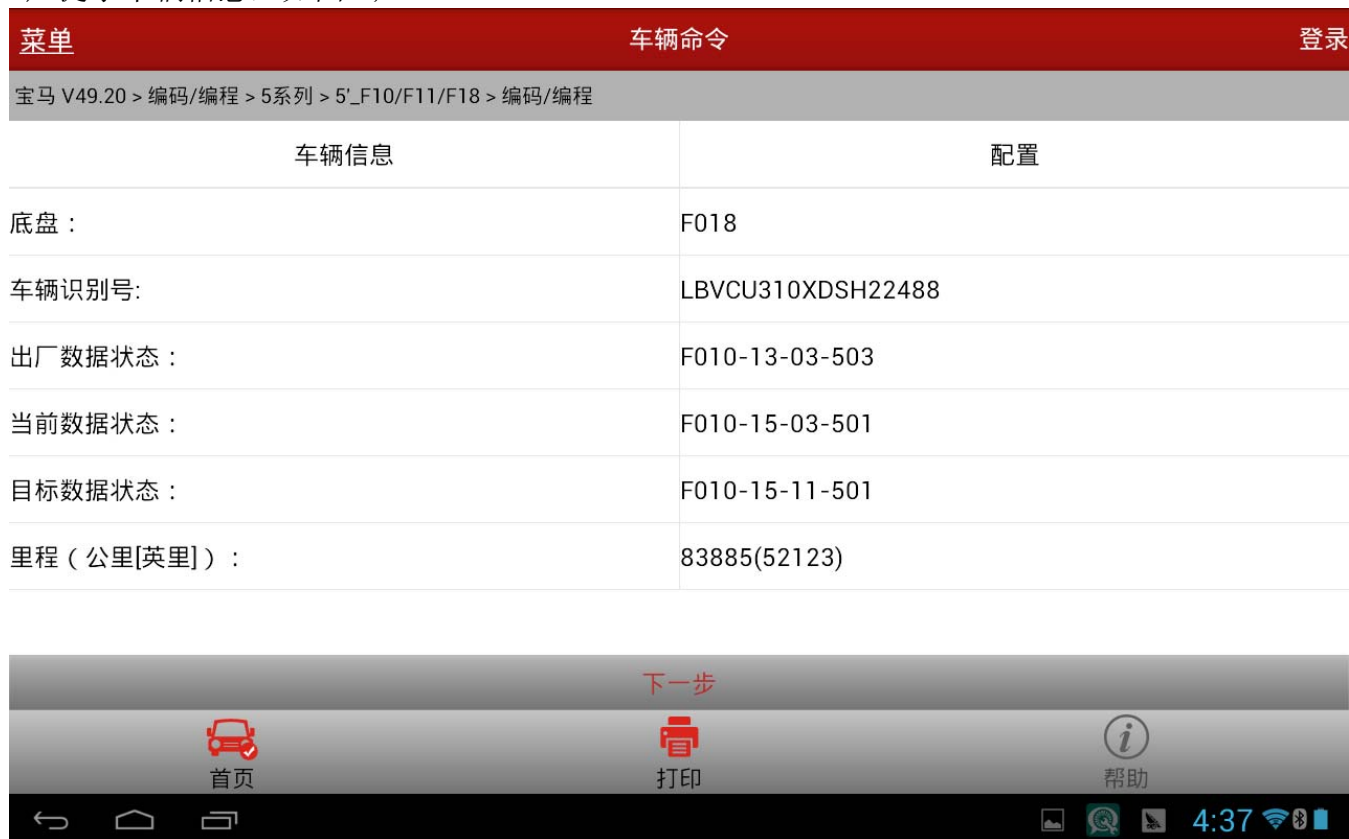 菜单 车辆命令 登录
宝马 V49.20 > 编码/编程 > 5系列 > 5'_F10/F11/F18 > 编码/编程
车辆信息 配置
底盘： F018
车辆识别号: LBVCU310XDSH22488
出厂数据状态： F010-13-03-503
当前数据状态： F010-15-03-501
目标数据状态： F010-15-11-501
里程（公里[英里]）： 83885(52123)
下一步
首页 打印 帮助
4:37